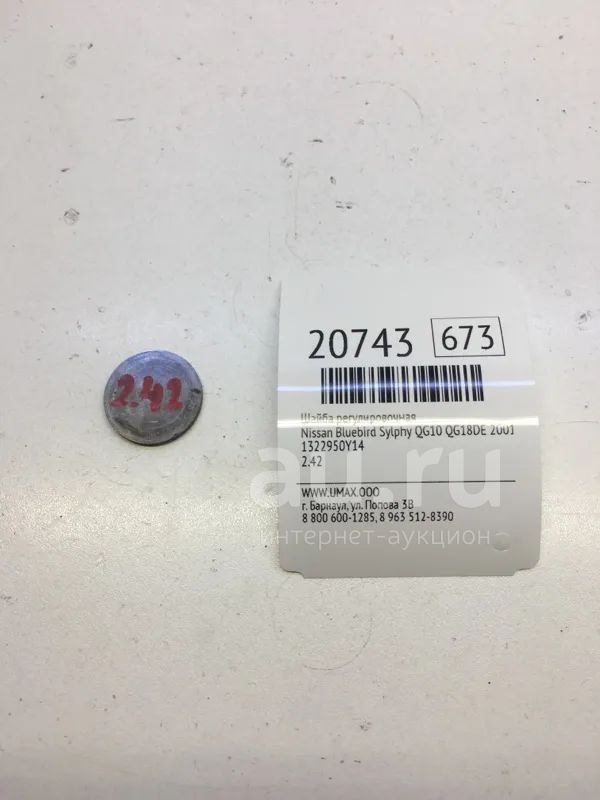 20743 673
Шайба регулировочная
Nissan Bluebird Sylphy QG10 QG18DE 2001
1322950Y14
2.42
2.42
WWW.UMAX.OOO
г. Барнаул, ул. Попова 3В
8 800 600-1285, 8 963 512-8390
au.ru
интернет-аукцион